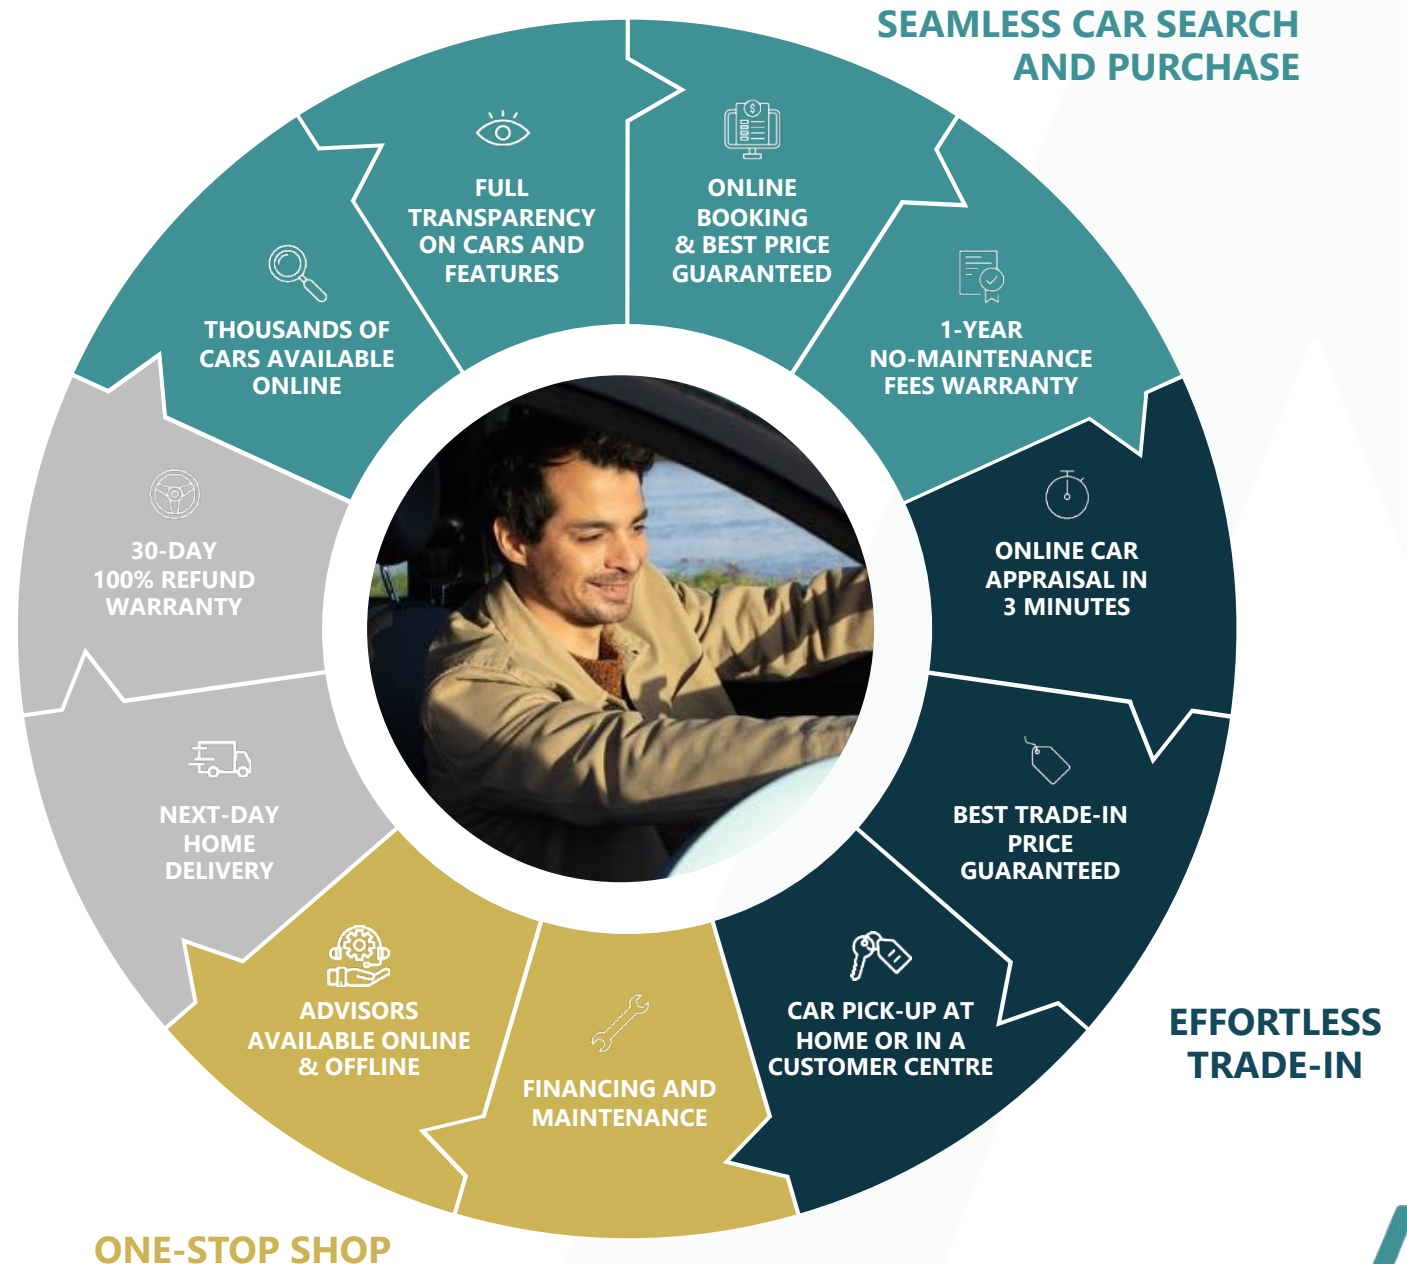 SEAMLESS CAR SEARCH
AND PURCHASE
FULL
TRANSPARENCY
ON CARS AND
FEATURES
ONLINE
BOOKING
& BEST PRICE
GUARANTEED
THOUSANDS OF
CARS AVAILABLE
ONLINE
1-YEAR
NO-MAINTENANCE
FEES WARRANTY
30-DAY
100% REFUND
WARRANTY
ONLINE CAR
APPRAISAL IN
3 MINUTES
NEXT-DAY
HOME
DELIVERY
BEST TRADE-IN
PRICE
GUARANTEED
ADVISORS
AVAILABLE ONLINE
& OFFLINE
FINANCING AND
MAINTENANCE
CAR PICK-UP AT
HOME OR IN A
CUSTOMER CENTRE
EFFORTLESS
TRADE-IN
ONE-STOP SHOP